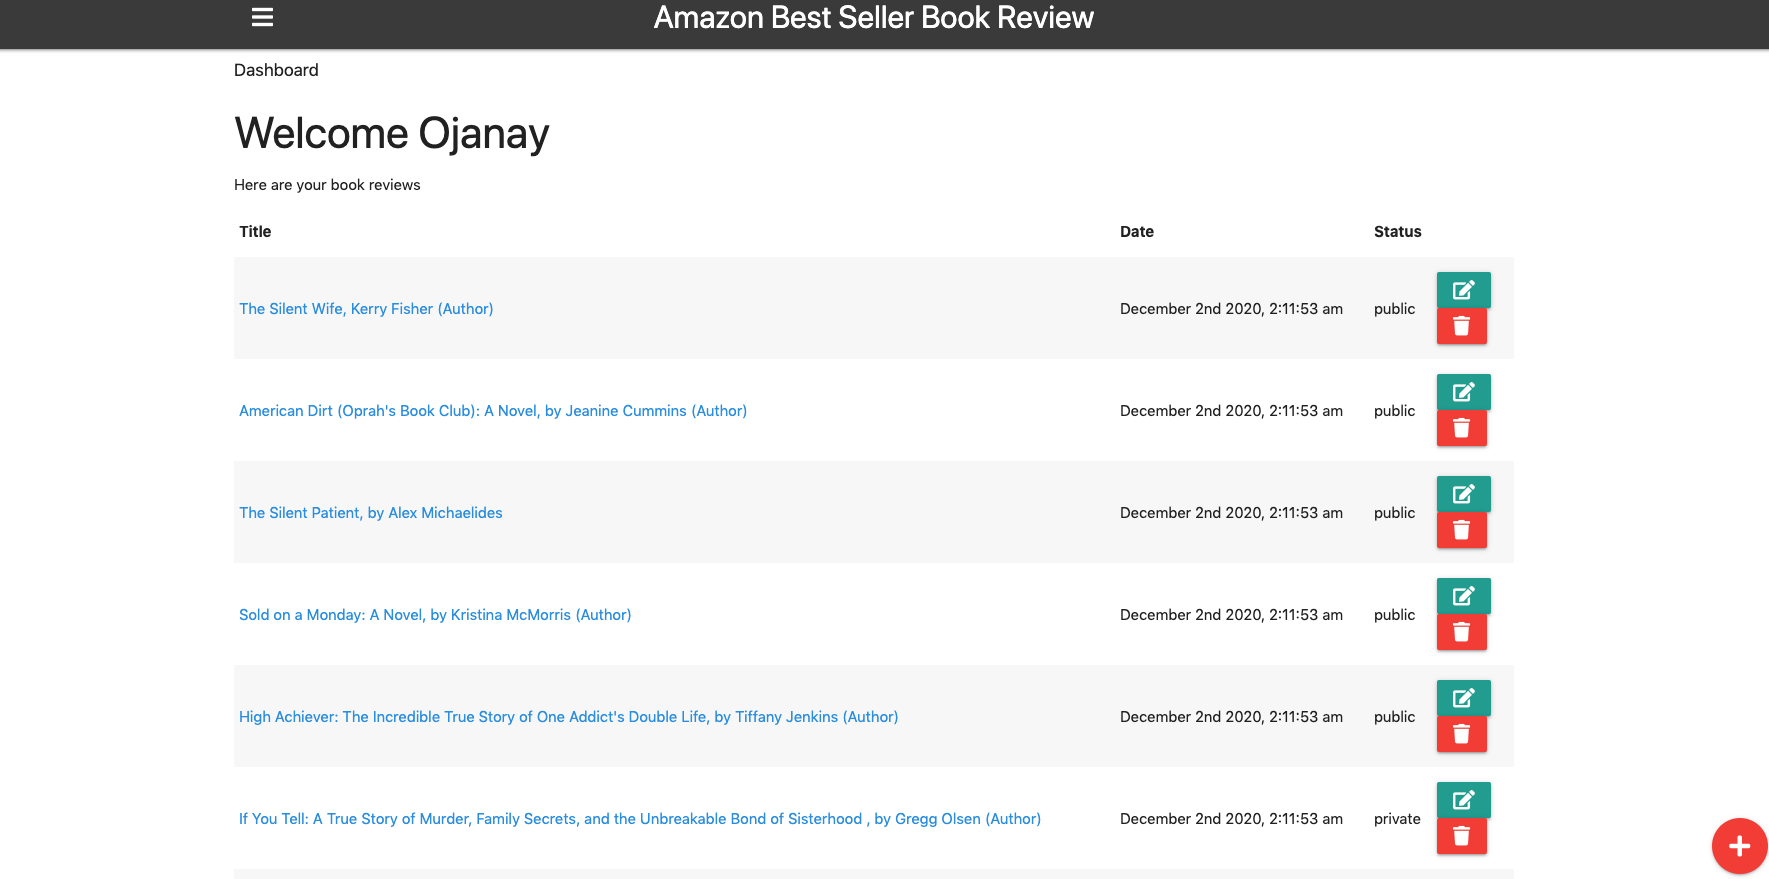 Amazon Best Seller Book Review
Dashboard
Welcome Ojanay
Here are your book reviews
Title Date Status
The Silent Wife, Kerry Fisher (Author) December 2nd 2020, 2:11:53 am public
American Dirt (Oprah's Book Club): A Novel, by Jeanine Cummins (Author) December 2nd 2020, 2:11:53 am public
The Silent Patient, by Alex Michaelides December 2nd 2020, 2:11:53 am public
Sold on a Monday: A Novel, by Kristina McMorris (Author) December 2nd 2020, 2:11:53 am public
High Achiever: The Incredible True Story of One Addict's Double Life, by Tiffany Jenkins (Author) December 2nd 2020, 2:11:53 am public
If You Tell: A True Story of Murder, Family Secrets, and the Unbreakable Bond of Sisterhood , by Gregg Olsen (Author) December 2nd 2020, 2:11:53 am private